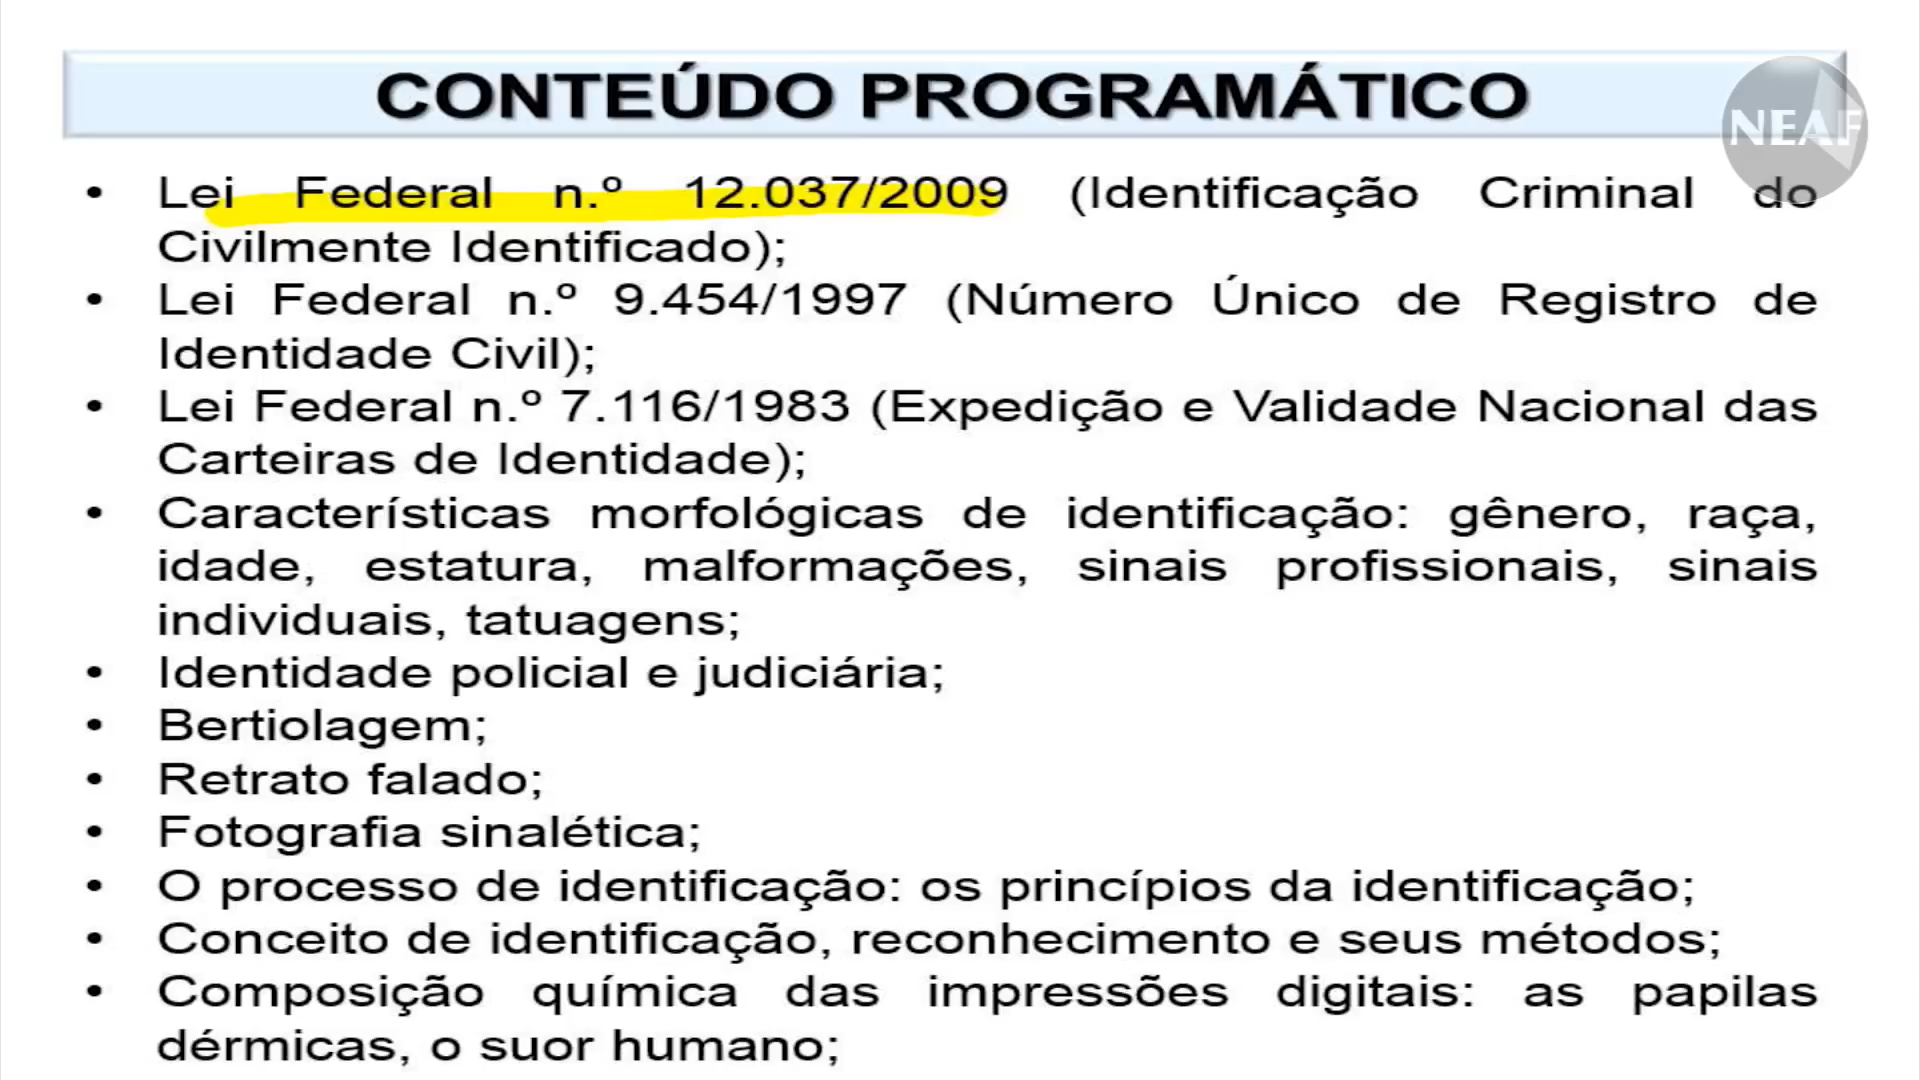 CONTEÚDO PROGRAMÁTICO
NEAF
• Lei Federal n.º 12.037/2009 (Identificação Criminal do
Civilmente Identificado);
• Lei Federal n.º 9.454/1997 (Número Único de Registro de
Identidade Civil);
• Lei Federal n.º 7.116/1983 (Expedição e Validade Nacional das
Carteiras de Identidade);
• Características morfológicas de identificação: gênero, raça,
idade, estatura, malformações, sinais profissionais, sinais
individuais, tatuagens;
• Identidade policial e judiciária;
• Bertiolagem;
• Retrato falado;
• Fotografia sinalética;
• O processo de identificação: os princípios da identificação;
• Conceito de identificação, reconhecimento e seus métodos;
• Composição química das impressões digitais: as papilas
dérmicas, o suor humano;